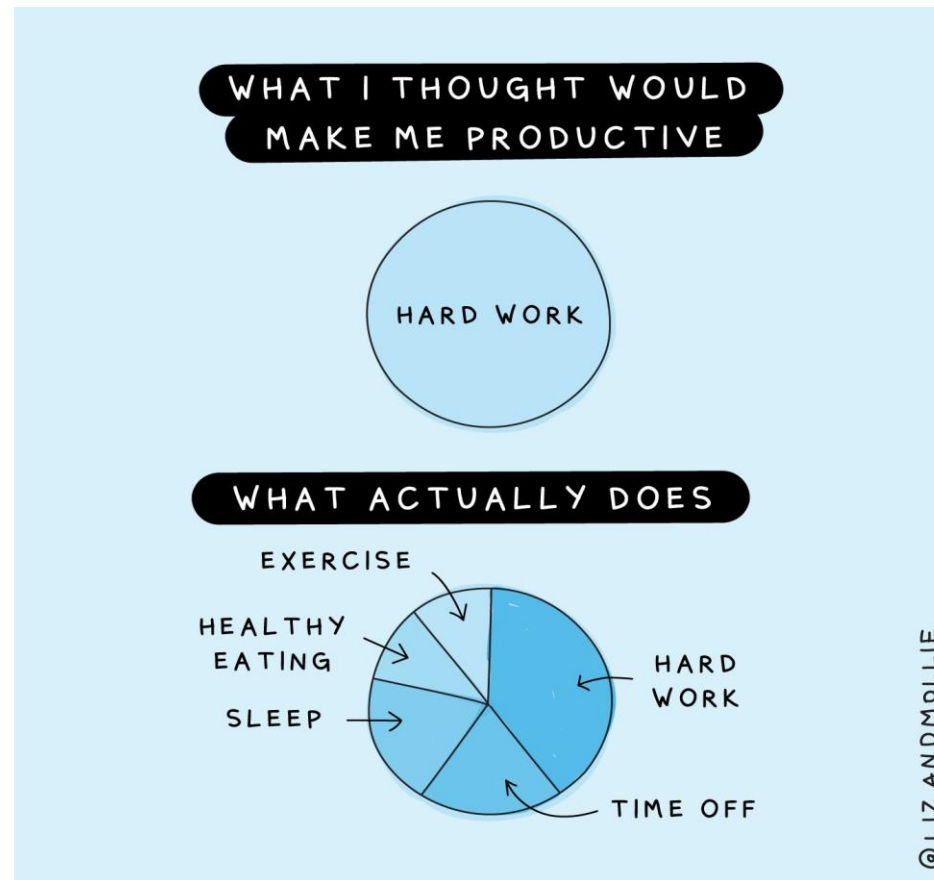 WHAT I THOUGHT WOULD
MAKE ME PRODUCTIVE
HARD WORK
WHAT ACTUALLY DOES
EXERCISE
HEALTHY
EATING
SLEEP
HARD
WORK
TIME OFF
@LIZANDMOLLIE